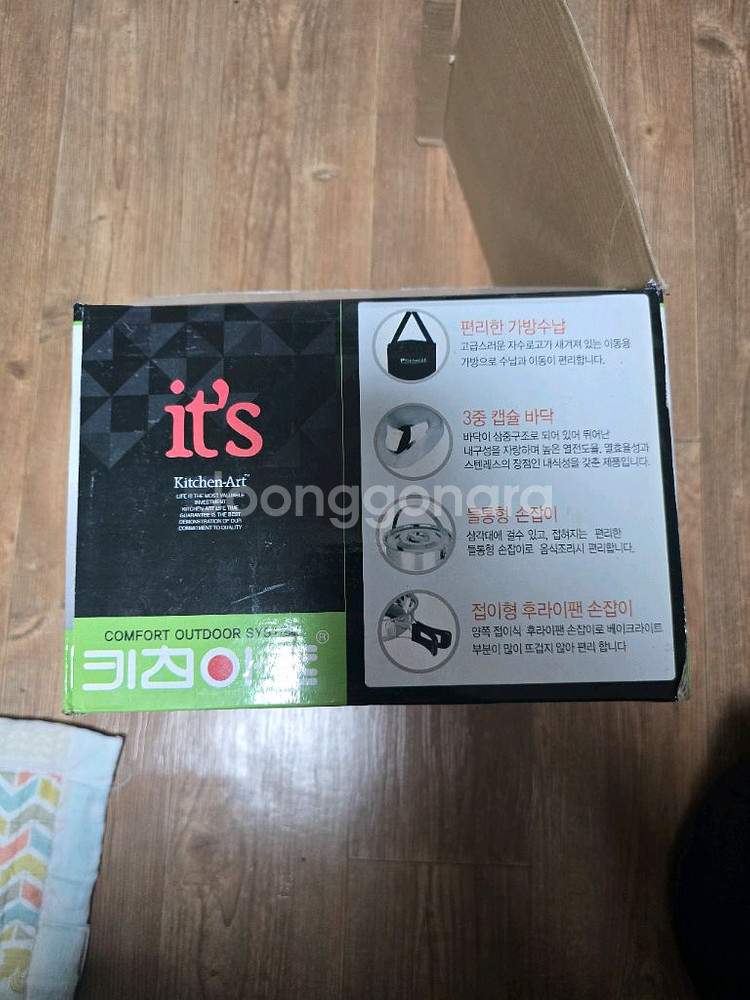 it's
Kitchen-Art™
LIFE IS THE MOST VALUABLE
INVESTMENT
KITCHEN-ART LIFE TIME
GUARANTEE IS THE BEST
DEMONSTRATION OF OUR
COMMITMENT TO QUALITY
COMFORT OUTDOOR SYSTEM
키친아트®
편리한 가방수납
고급스러운 자수로고가 새겨져 있는 이동용
가방으로 수납과 이동이 편리합니다.
3중 캡슐 바닥
바닥이 삼중구조로 되어 있어 뛰어난
내구성을 자랑하며 높은 열전도율, 열효율성과
스텐레스의 장점인 내식성을 갖춘 제품입니다.
들통형 손잡이
삼각대에 걸수 있고, 접혀지는 편리한
들통형 손잡이로 음식조리시 편리합니다.
접이형 후라이팬 손잡이
양쪽 접이식 후라이팬 손잡이로 베이크라이트
부분이 많이 뜨겁지 않아 편리 합니다
joonggonara